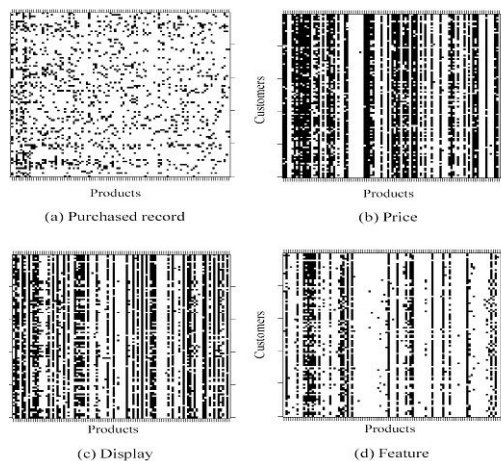 Customers
Products
Products
(a) Purchased record
(b) Price
Customers
Products
Products
(c) Display
(d) Feature